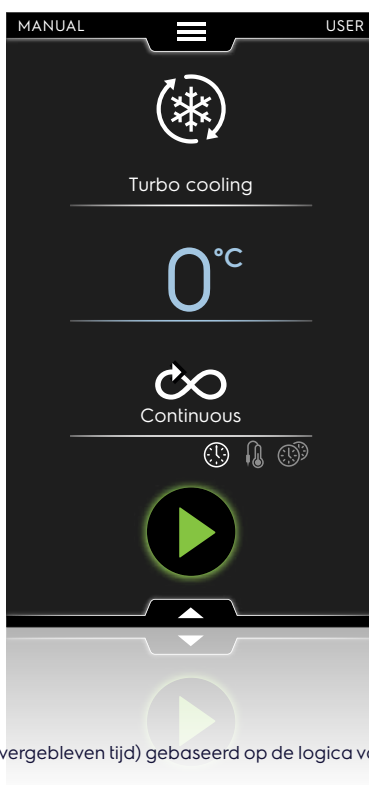 MANUAL USER
Turbo cooling
0°C
Continuous
vergebleven tijd) gebaseerd op de logica